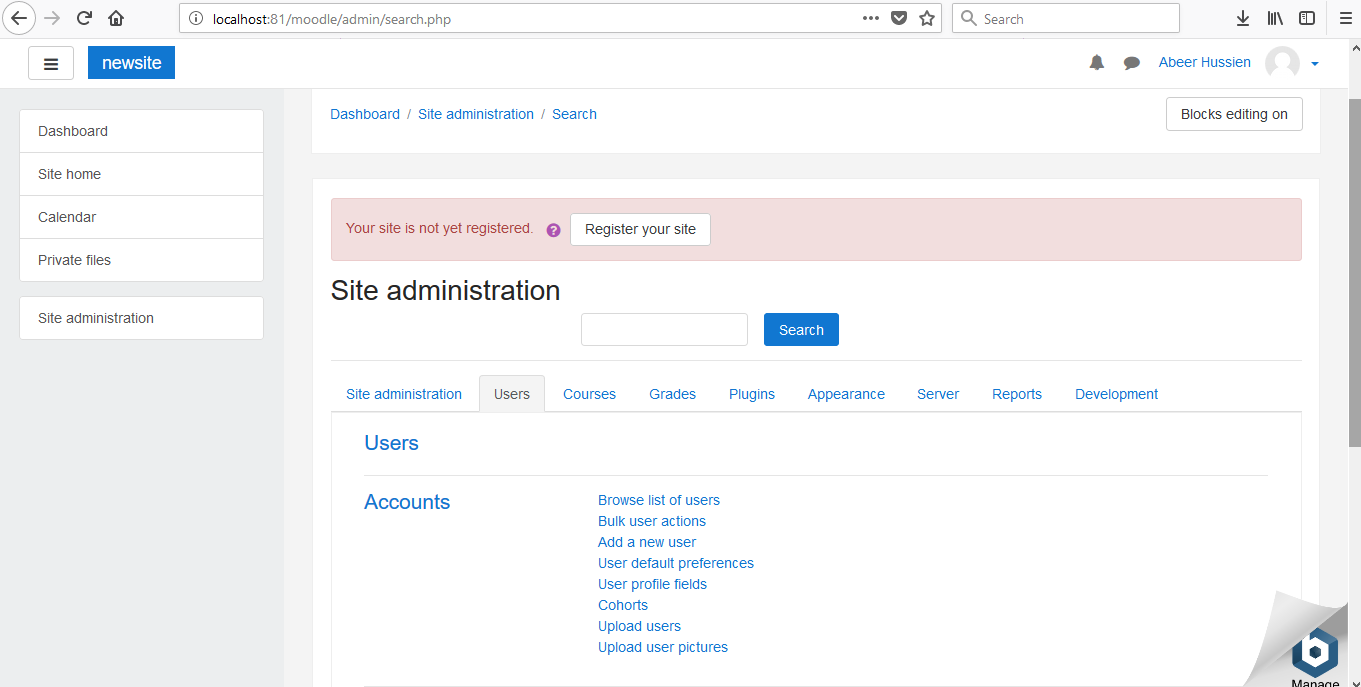 localhost:81/moodle/admin/search.php
Search
newsite
Abeer Hussien
Dashboard
Site home
Calendar
Private files
Site administration
Dashboard / Site administration / Search
Blocks editing on
Your site is not yet registered. ? Register your site
Site administration
Search
Site administration Users Courses Grades Plugins Appearance Server Reports Development
Users
Accounts
Browse list of users
Bulk user actions
Add a new user
User default preferences
User profile fields
Cohorts
Upload users
Upload user pictures
Manage